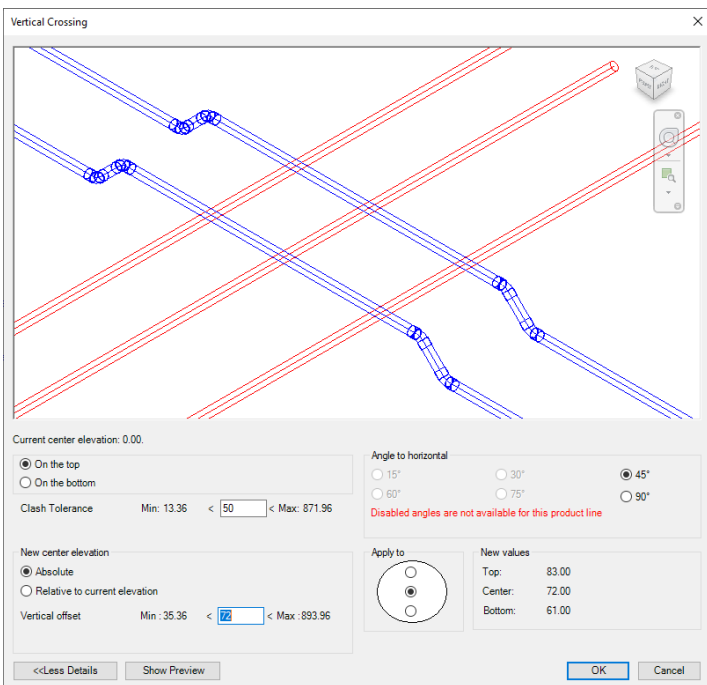 Vertical Crossing
Current center elevation: 0.00.
On the top
On the bottom
Clash Tolerance Min: 13.36 < 50 < Max: 871.96
Angle to horizontal
15° 30° 45°
60° 75° 90°
Disabled angles are not available for this product line
New center elevation
Absolute
Relative to current elevation
Vertical offset Min : 35.36 < 72 < Max :893.96
Apply to
New values
Top: 83.00
Center: 72.00
Bottom: 61.00
<<Less Details Show Preview OK Cancel